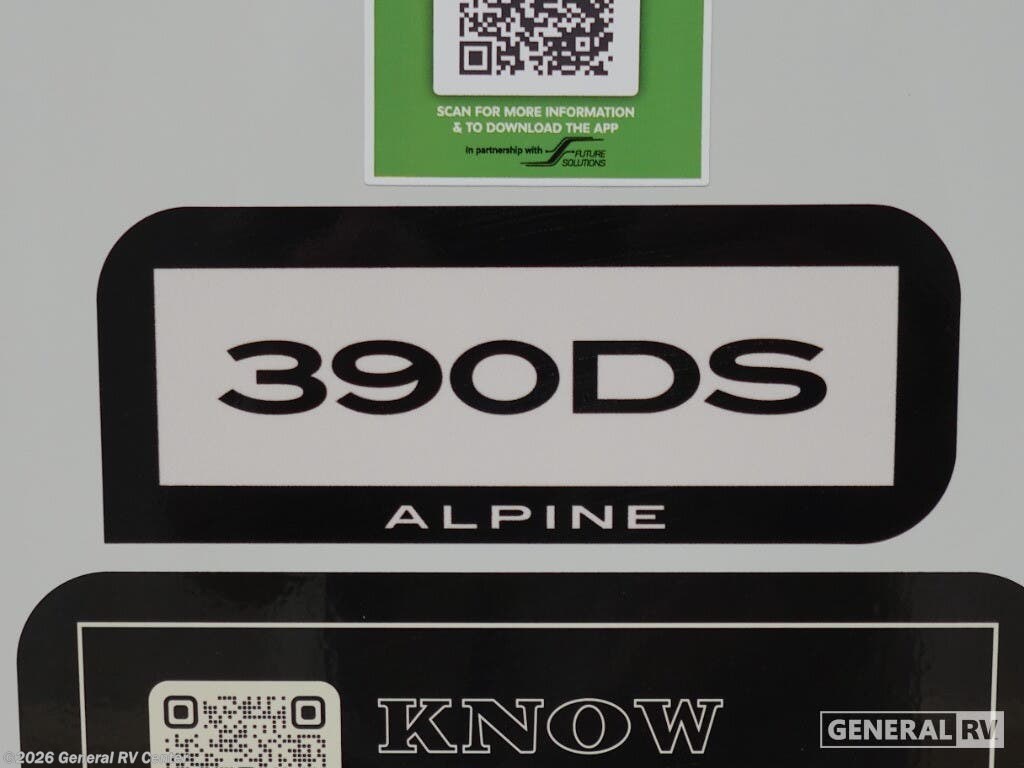 SCAN FOR MORE INFORMATION
& TO DOWNLOAD THE APP
In partnership with
FUTURE
SOLUTIONS
390DS
ALPINE
KNOW
GENERAL RV
©2026 General RV Center